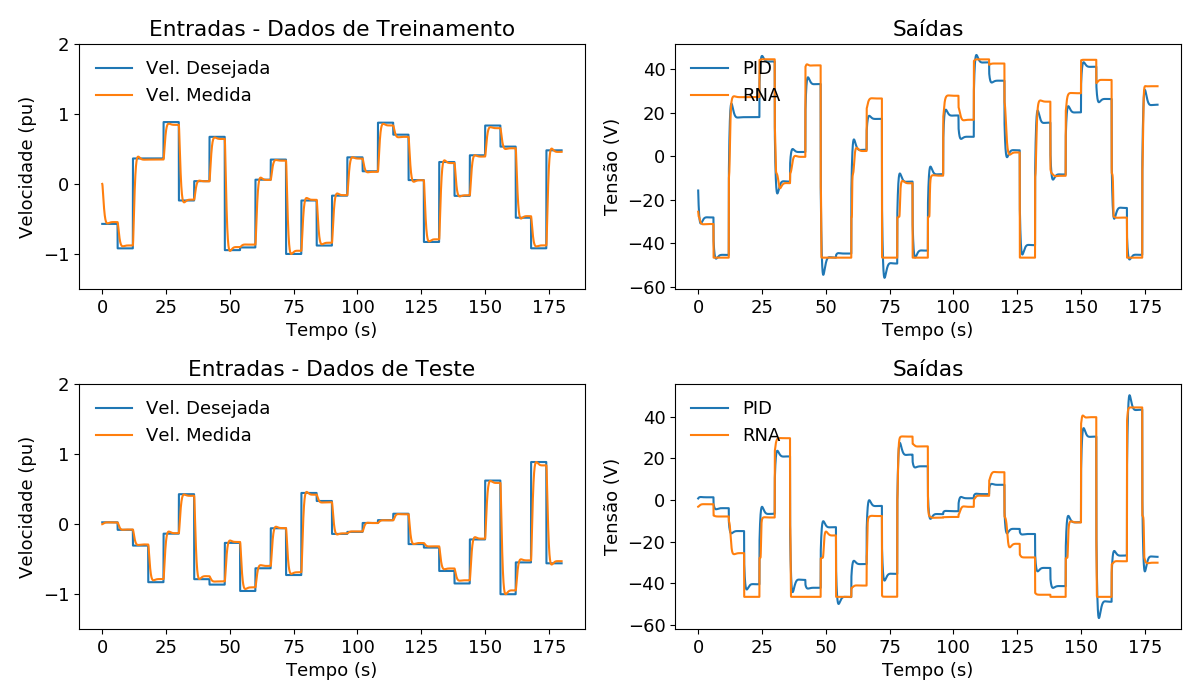 Entradas - Dados de Treinamento
Velocidade (pu)
2
1
0
−1
Vel. Desejada
Vel. Medida
0 25 50 75 100 125 150 175
Tempo (s)
Saídas
Tensão (V)
40
20
0
−20
−40
−60
PID
RNA
0 25 50 75 100 125 150 175
Tempo (s)
Entradas - Dados de Teste
Velocidade (pu)
2
1
0
−1
Vel. Desejada
Vel. Medida
0 25 50 75 100 125 150 175
Tempo (s)
Saídas
Tensão (V)
40
20
0
−20
−40
−60
PID
RNA
0 25 50 75 100 125 150 175
Tempo (s)